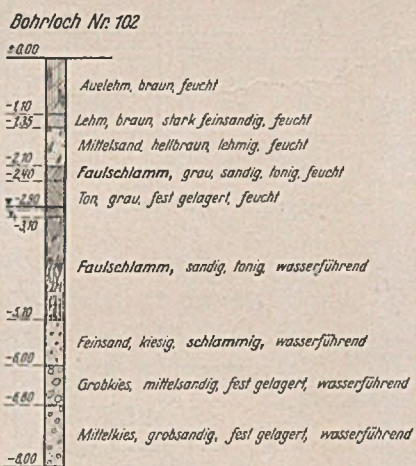 Bohrloch Nr. 102
±0,00
Auelehm, braun, feucht
-1,10
Lehm, braun, stark feinsandig, feucht
-1,35
Mittelsand, hellbraun, lehmig, feucht
-2,10
Faulschlamm, grau, sandig, tonig, feucht
-2,40
Ton, grau, fest gelagert, feucht
-2,90
-3,10
Faulschlamm, sandig, tonig, wasserführend
-5,10
Feinsand, kiesig, schlammig, wasserführend
-6,00
Grobkies, mittelsandig, fest gelagert, wasserführend
-6,80
Mittelkies, grobsandig, fest gelagert, wasserführend
-8,00